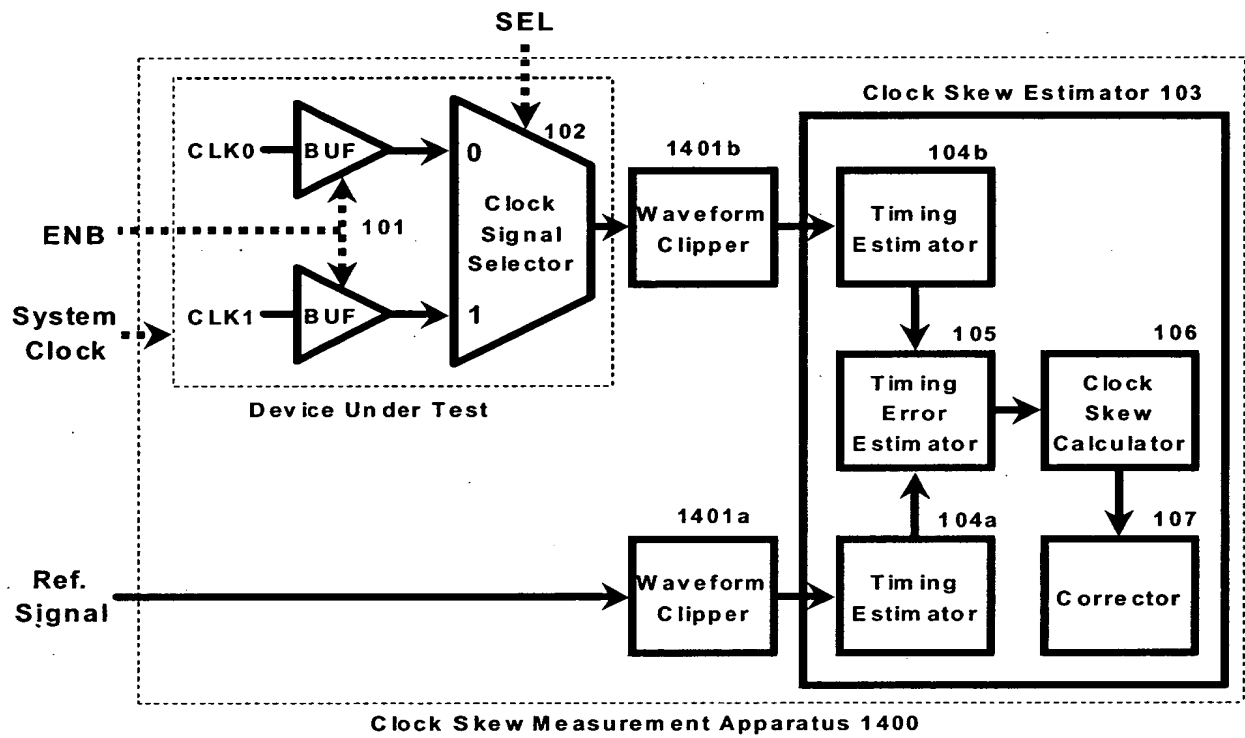 SEL
Clock Skew Estimator 103
102
CLK0
BUF
0
1401b
104b
Clock
Signal
Selector
Waveform
Clipper
Timing
Estimator
ENB
101
CLK1
BUF
1
System
Clock
105
106
Timing
Error
Estimator
Clock
Skew
Calculator
Device Under Test
1401a
104a
107
Ref.
Signal
Waveform
Clipper
Timing
Estimator
Corrector
Clock Skew Measurement Apparatus 1400